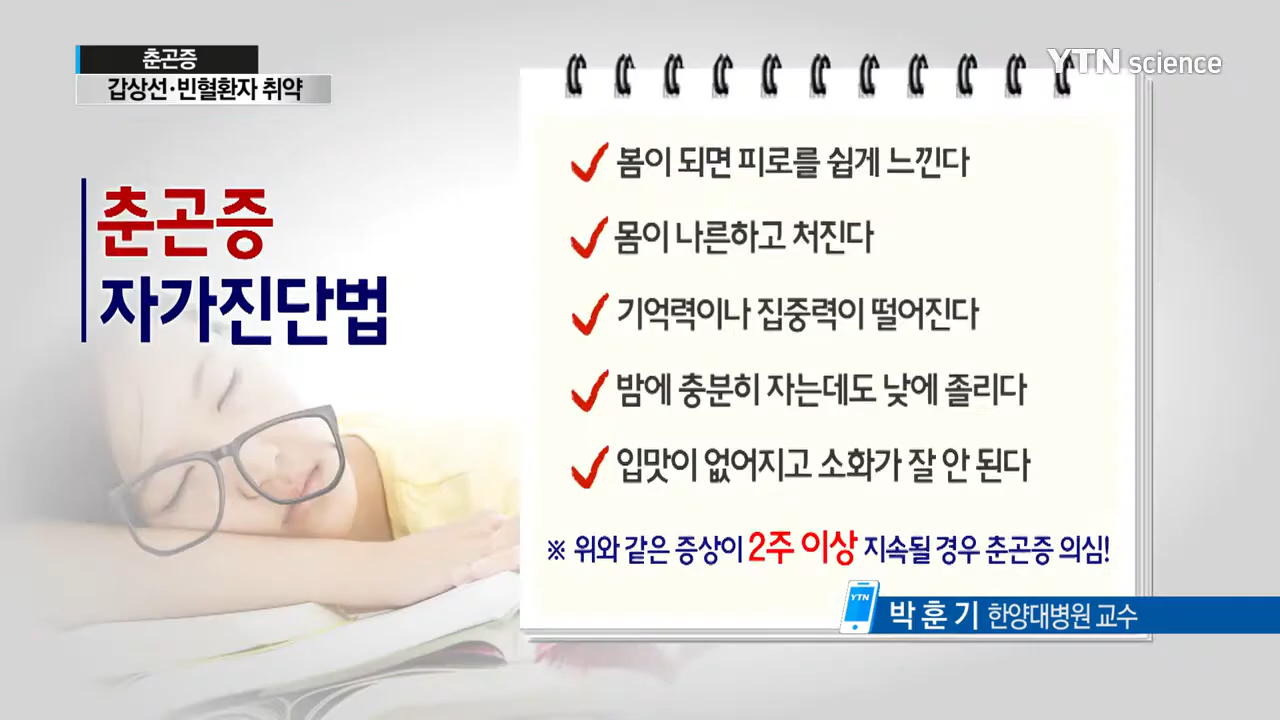 춘곤증
갑상선·빈혈환자 취약
YTN science
춘곤증
자가진단법
봄이 되면 피로를 쉽게 느낀다
몸이 나른하고 처진다
기억력이나 집중력이 떨어진다
밤에 충분히 자는데도 낮에 졸리다
입맛이 없어지고 소화가 잘 안 된다
※ 위와 같은 증상이 2주 이상 지속될 경우 춘곤증 의심!
YTN
박훈기 한양대병원 교수